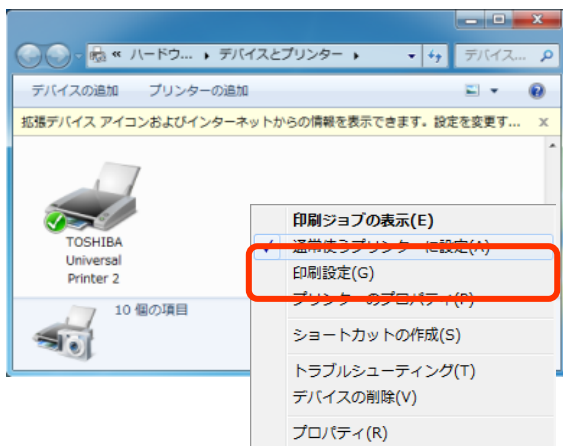 « ハードウ... ▸ デバイスとプリンター ▸
デバイス...
デバイスの追加 プリンターの追加
拡張デバイス アイコンおよびインターネットからの情報を表示できます。設定を変更す... x
TOSHIBA
Universal
Printer 2
10 個の項目
印刷ジョブの表示(E)
✓ 通常使うプリンターに設定(A)
印刷設定(G)
プリンターのプロパティ(P)
ショートカットの作成(S)
トラブルシューティング(T)
デバイスの削除(V)
プロパティ(R)